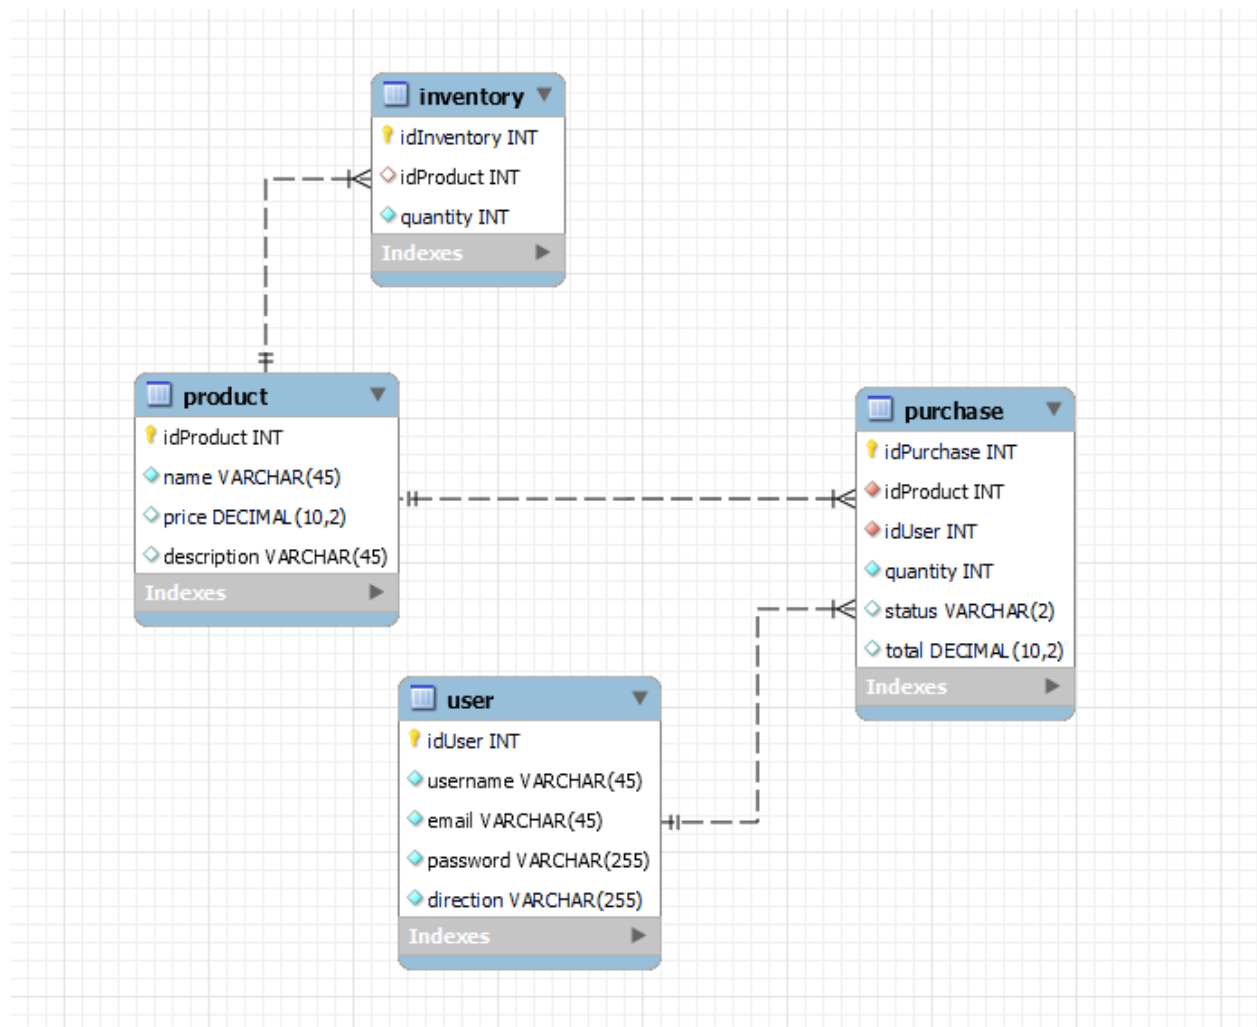 inventory
idInventory INT
idProduct INT
quantity INT
Indexes
product
idProduct INT
name VARCHAR(45)
price DECIMAL(10,2)
description VARCHAR(45)
Indexes
purchase
idPurchase INT
idProduct INT
idUser INT
quantity INT
status VARCHAR(2)
total DECIMAL(10,2)
Indexes
user
idUser INT
username VARCHAR(45)
email VARCHAR(45)
password VARCHAR(255)
direction VARCHAR(255)
Indexes